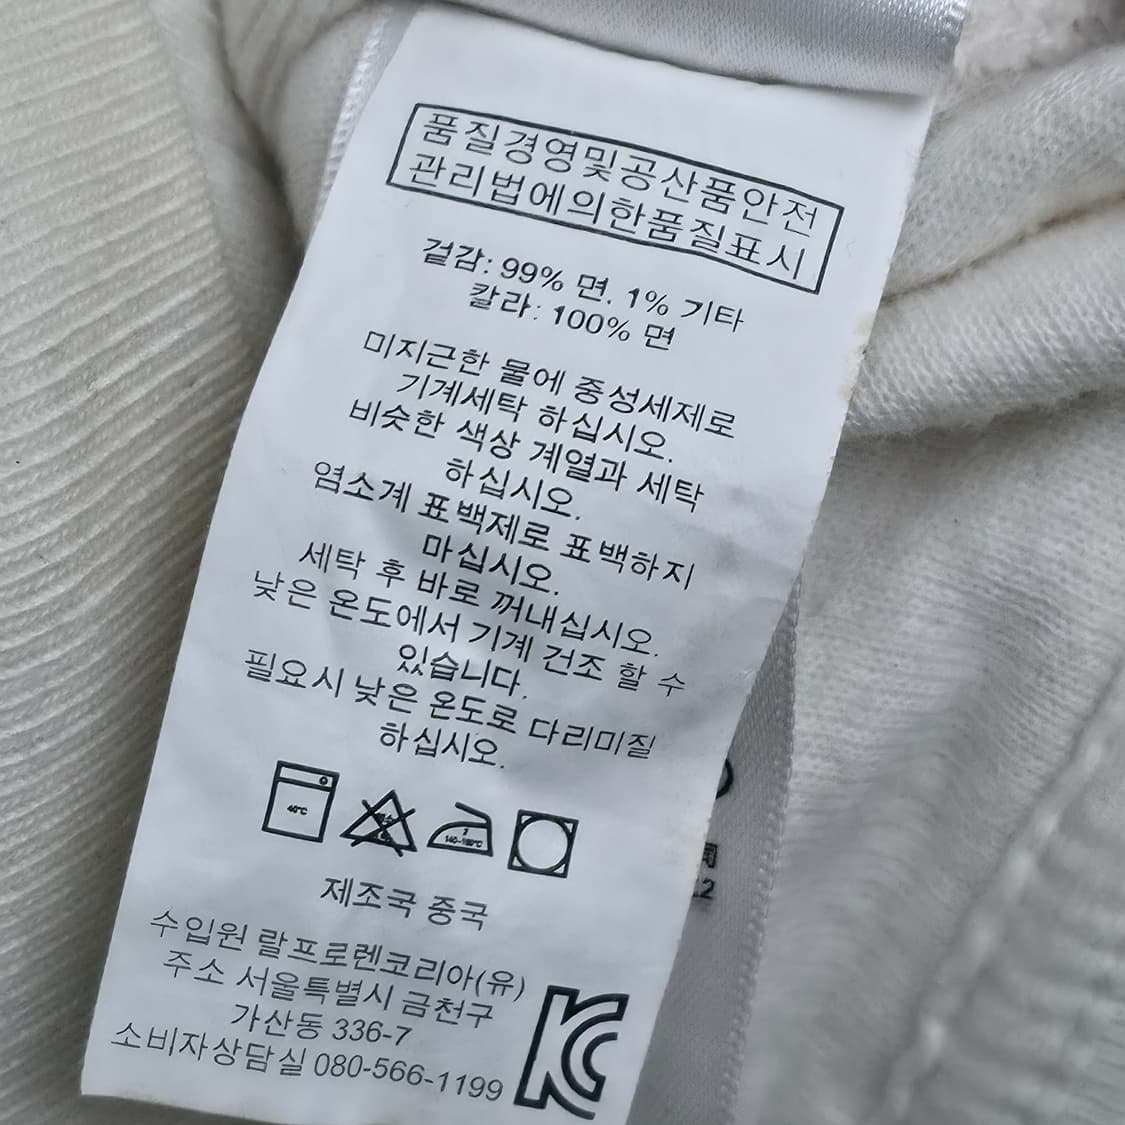 품질경영및공산품안전
관리법에의한품질표시
겉감: 99% 면. 1% 기타
칼라: 100% 면
미지근한 물에 중성세제로
기계세탁 하십시오.
비슷한 색상 계열과 세탁
하십시오.
염소계 표백제로 표백하지
마십시오.
세탁 후 바로 꺼내십시오.
낮은 온도에서 기계 건조 할 수
있습니다.
필요시 낮은 온도로 다리미질
하십시오.
40℃
140-160℃
제조국 중국
수입원 랄프로렌코리아(유)
주소 서울특별시 금천구
가산동 336-7
소비자상담실 080-566-1199
KC